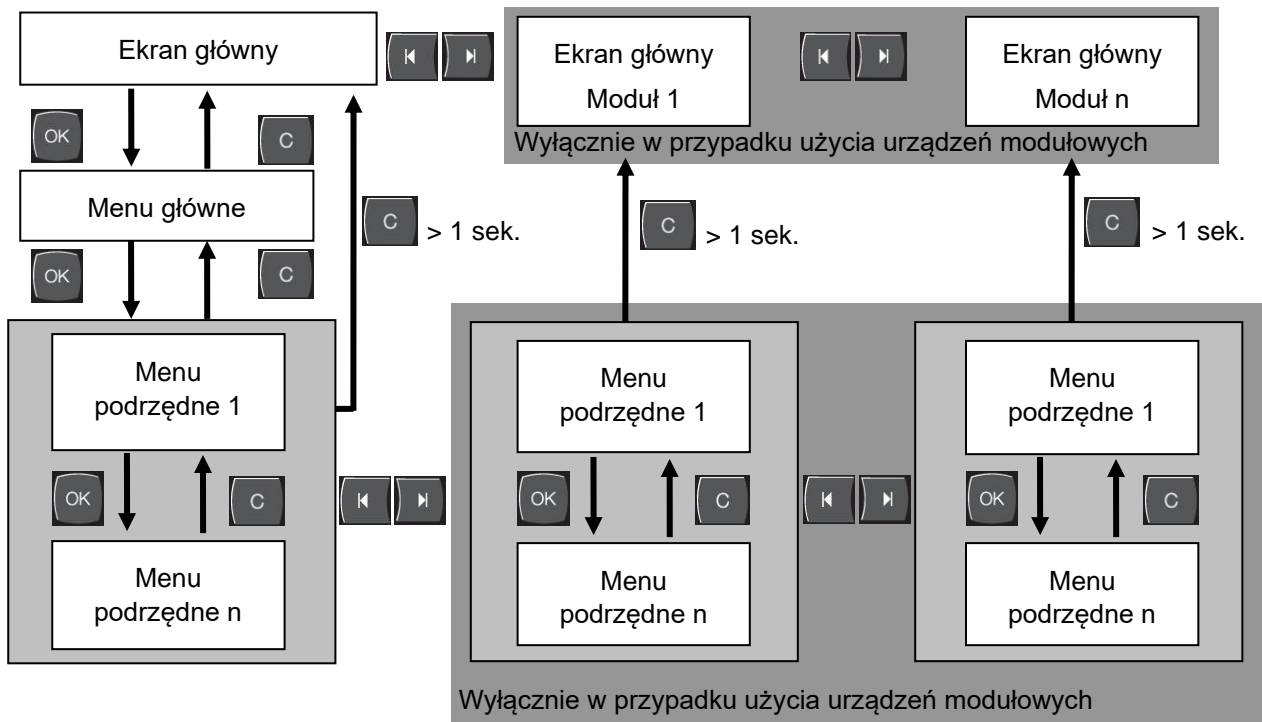 Ekran główny
Ekran główny
Moduł 1
Ekran główny
Moduł n
Wyłącznie w przypadku użycia urządzeń modułowych
OK
C
Menu główne
C > 1 sek.
C > 1 sek.
C > 1 sek.
OK
C
Menu
podrzędne 1
Menu
podrzędne 1
Menu
podrzędne 1
OK
C
OK
C
OK
C
Menu
podrzędne n
Menu
podrzędne n
Menu
podrzędne n
Wyłącznie w przypadku użycia urządzeń modułowych